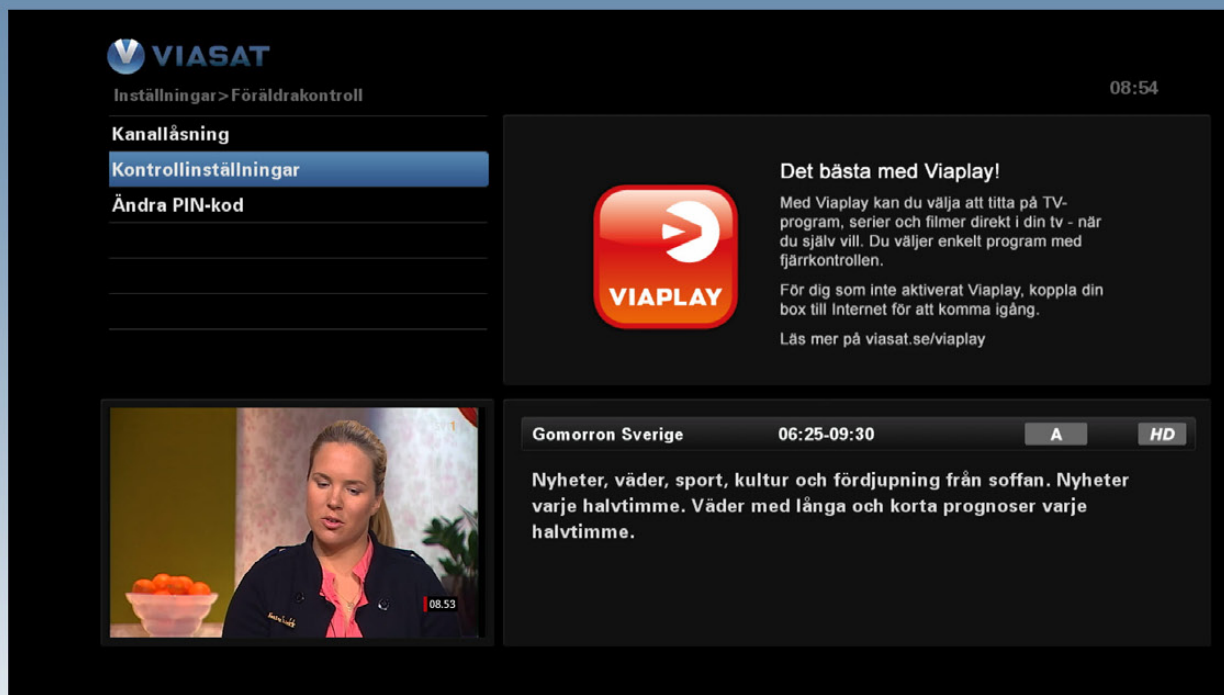 VIASAT
Inställningar>Föräldrakontroll
08:54
Kanallåsning
Kontrollinställningar
Ändra PIN-kod
VIAPLAY
Det bästa med Viaplay!
Med Viaplay kan du välja att titta på TV-
program, serier och filmer direkt i din tv - när
du själv vill. Du väljer enkelt program med
fjärrkontrollen.
För dig som inte aktiverat Viaplay, koppla din
box till Internet för att komma igång.
Läs mer på viasat.se/viaplay
1
08.53
Gomorron Sverige 06:25-09:30 A HD
Nyheter, väder, sport, kultur och fördjupning från soffan. Nyheter
varje halvtimme. Väder med långa och korta prognoser varje
halvtimme.